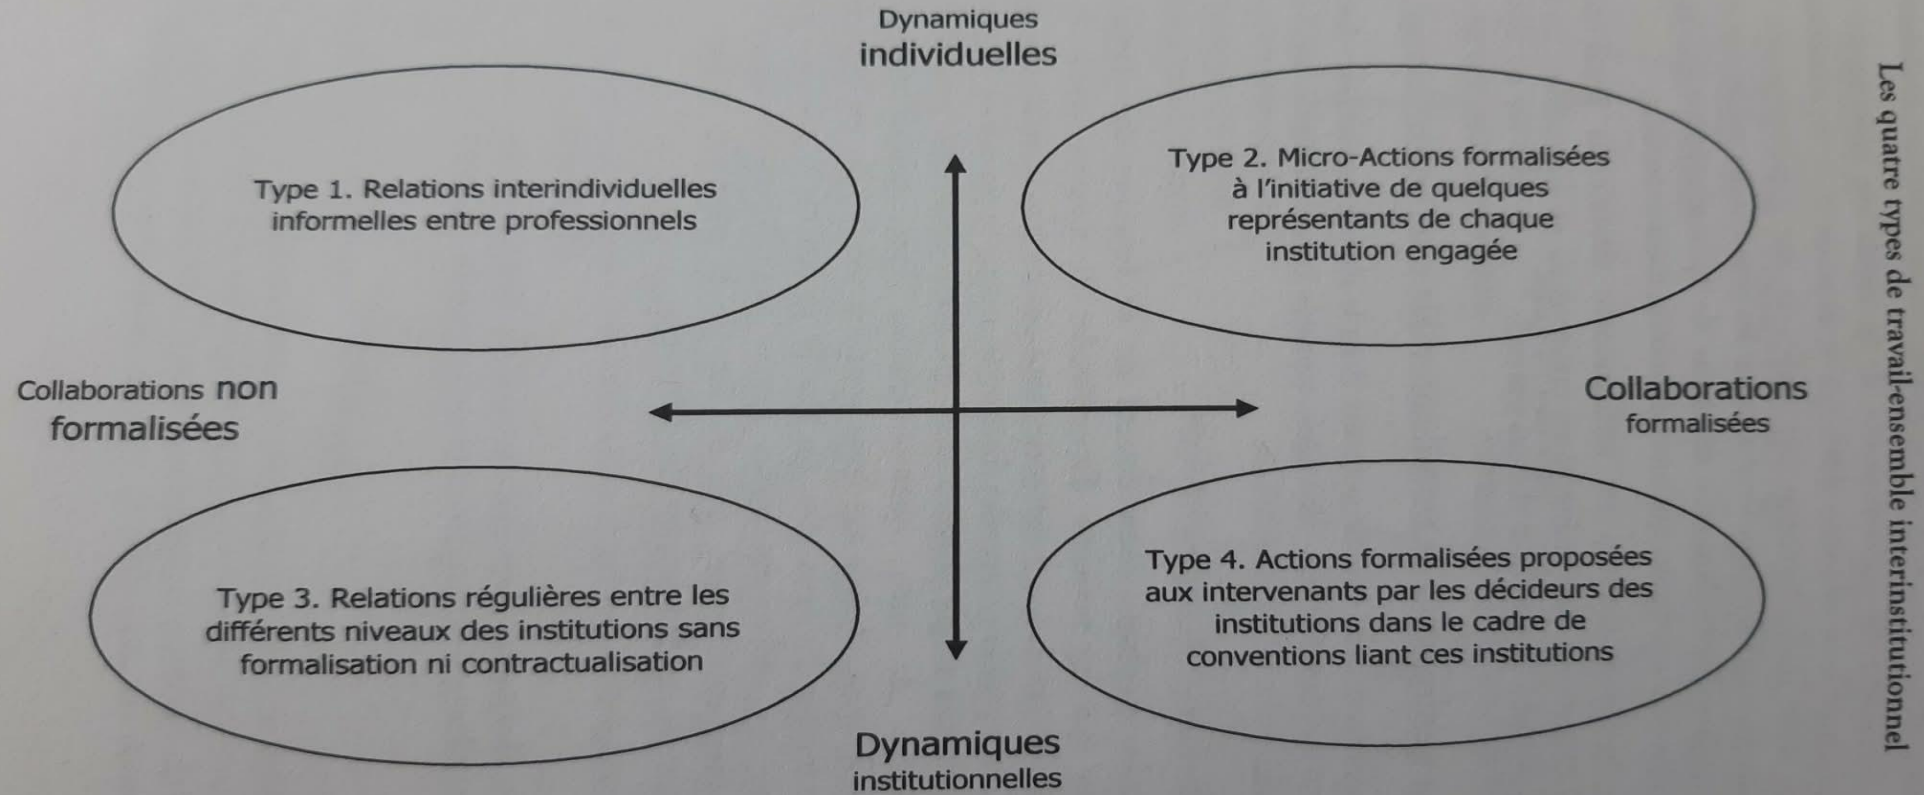 Dynamiques
individuelles
Type 1. Relations interindividuelles
informelles entre professionnels
Type 2. Micro-Actions formalisées
à l'initiative de quelques
représentants de chaque
institution engagée
Collaborations non
formalisées
Collaborations
formalisées
Type 3. Relations régulières entre les
différents niveaux des institutions sans
formalisation ni contractualisation
Type 4. Actions formalisées proposées
aux intervenants par les décideurs des
institutions dans le cadre de
conventions liant ces institutions
Dynamiques
institutionnelles
Les quatre types de travail-ensemble interinstitutionnel